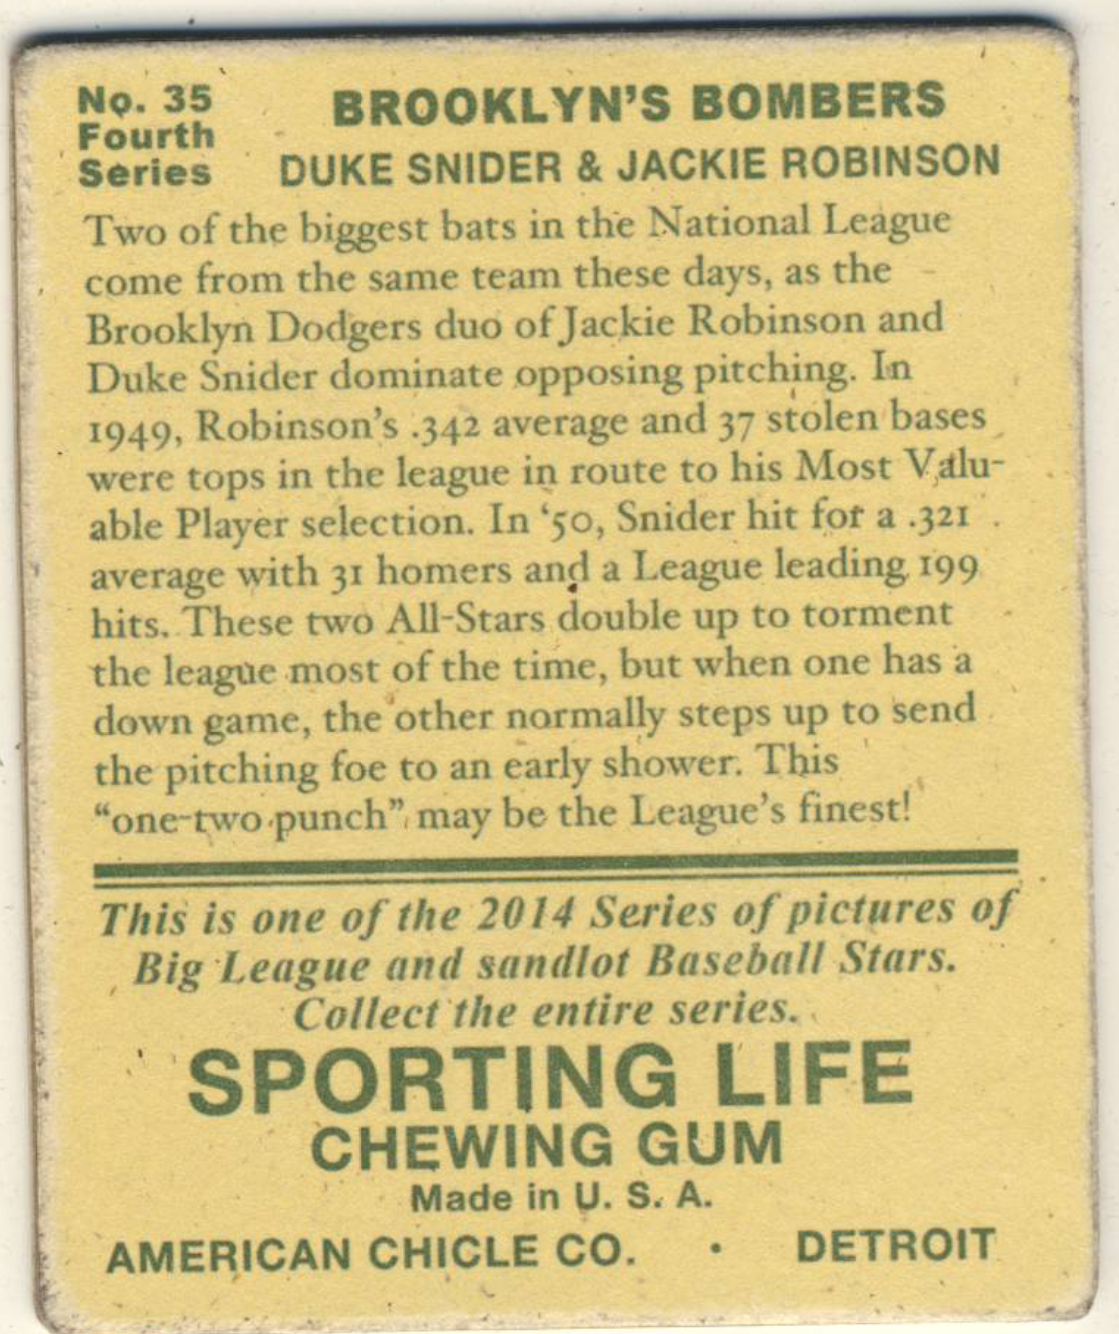 No. 35
Fourth
Series
BROOKLYN'S BOMBERS
DUKE SNIDER & JACKIE ROBINSON
Two of the biggest bats in the National League
come from the same team these days, as the
Brooklyn Dodgers duo of Jackie Robinson and
Duke Snider dominate opposing pitching. In
1949, Robinson's .342 average and 37 stolen bases
were tops in the league in route to his Most Valu-
able Player selection. In '50, Snider hit for a .321
average with 31 homers and a League leading 199
hits. These two All-Stars double up to torment
the league most of the time, but when one has a
down game, the other normally steps up to send
the pitching foe to an early shower. This
"one-two punch" may be the League's finest!
This is one of the 2014 Series of pictures of
Big League and sandlot Baseball Stars.
Collect the entire series.
SPORTING LIFE
CHEWING GUM
Made in U. S. A.
AMERICAN CHICLE CO. • DETROIT